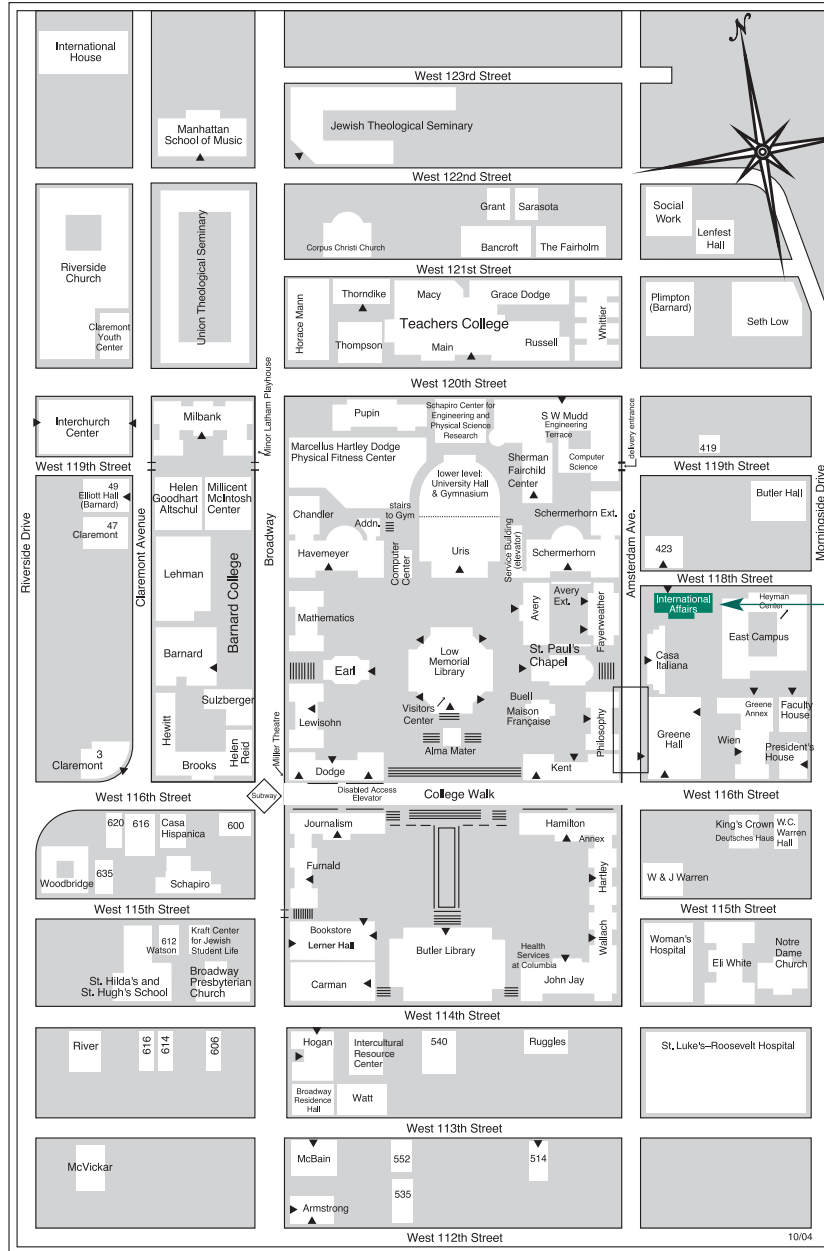 N
International
House
Manhattan
School of Music
West 123rd Street
Jewish Theological Seminary
West 122nd Street
Riverside
Church
Claremont
Youth
Center
Union Theological Seminary
Corpus Christi Church
Grant
Sarasota
Bancroft
The Fairholm
Social
Work
Lenfest
Hall
West 121st Street
Horace Mann
Thorndike
Macy
Grace Dodge
Teachers College
Thompson
Main
Russell
Whittier
Plimpton
(Barnard)
Seth Low
West 120th Street
Interchurch
Center
Milbank
Minor Latham Playhouse
Pupin
Schapiro Center for
Engineering and
Physical Science
Research
S W Mudd
Engineering
Terrace
Computer
Science
Marcellus Hartley Dodge
Physical Fitness Center
lower level:
University Hall
& Gymnasium
Sherman
Fairchild
Center
delivery entrance
419
West 119th Street
West 119th Street
49
Elliott Hall
(Barnard)
47
Claremont
Helen
Goodhart
Altschul
Millicent
McIntosh
Center
Chandler
stairs
to Gym
Addn.
Schermerhorn Ext.
Butler Hall
Riverside Drive
Claremont Avenue
Broadway
Amsterdam Ave.
Morningside Drive
Lehman
Barnard College
Havemeyer
Computer
Center
Uris
Service Building
(elevator)
Schermerhorn
423
West 118th Street
Mathematics
Avery
Avery
Ext.
Fayerweather
International
Affairs
Heyman
Center
East Campus
Barnard
Earl
Low
Memorial
Library
St. Paul's
Chapel
Casa
Italiana
Hewitt
Sulzberger
Lewisohn
Visitors
Center
Buell
Maison
Française
Philosophy
Greene
Hall
Greene
Annex
Faculty
House
Wien
President's
House
3
Claremont
Brooks
Helen
Reid
Miller Theatre
Dodge
Alma Mater
Kent
West 116th Street
Subway
Disabled Access
Elevator
College Walk
West 116th Street
620
616
Casa
Hispanica
600
Woodbridge
635
Schapiro
Journalism
Furnald
Hamilton
Annex
Hartley
King's Crown
Deutsches Haus
W.C.
Warren
Hall
W & J Warren
West 115th Street
West 115th Street
612
Watson
Kraft Center
for Jewish
Student Life
St. Hilda's and
St. Hugh's School
Broadway
Presbyterian
Church
Bookstore
Lerner Hall
Carman
Butler Library
Health
Services
at Columbia
Wallach
John Jay
Woman's
Hospital
Eli White
Notre
Dame
Church
West 114th Street
River
616
614
606
Hogan
Intercultural
Resource
Center
540
Ruggles
Broadway
Residence
Hall
Watt
St. Luke's–Roosevelt Hospital
West 113th Street
McVickar
McBain
552
514
535
Armstrong
West 112th Street
10/04